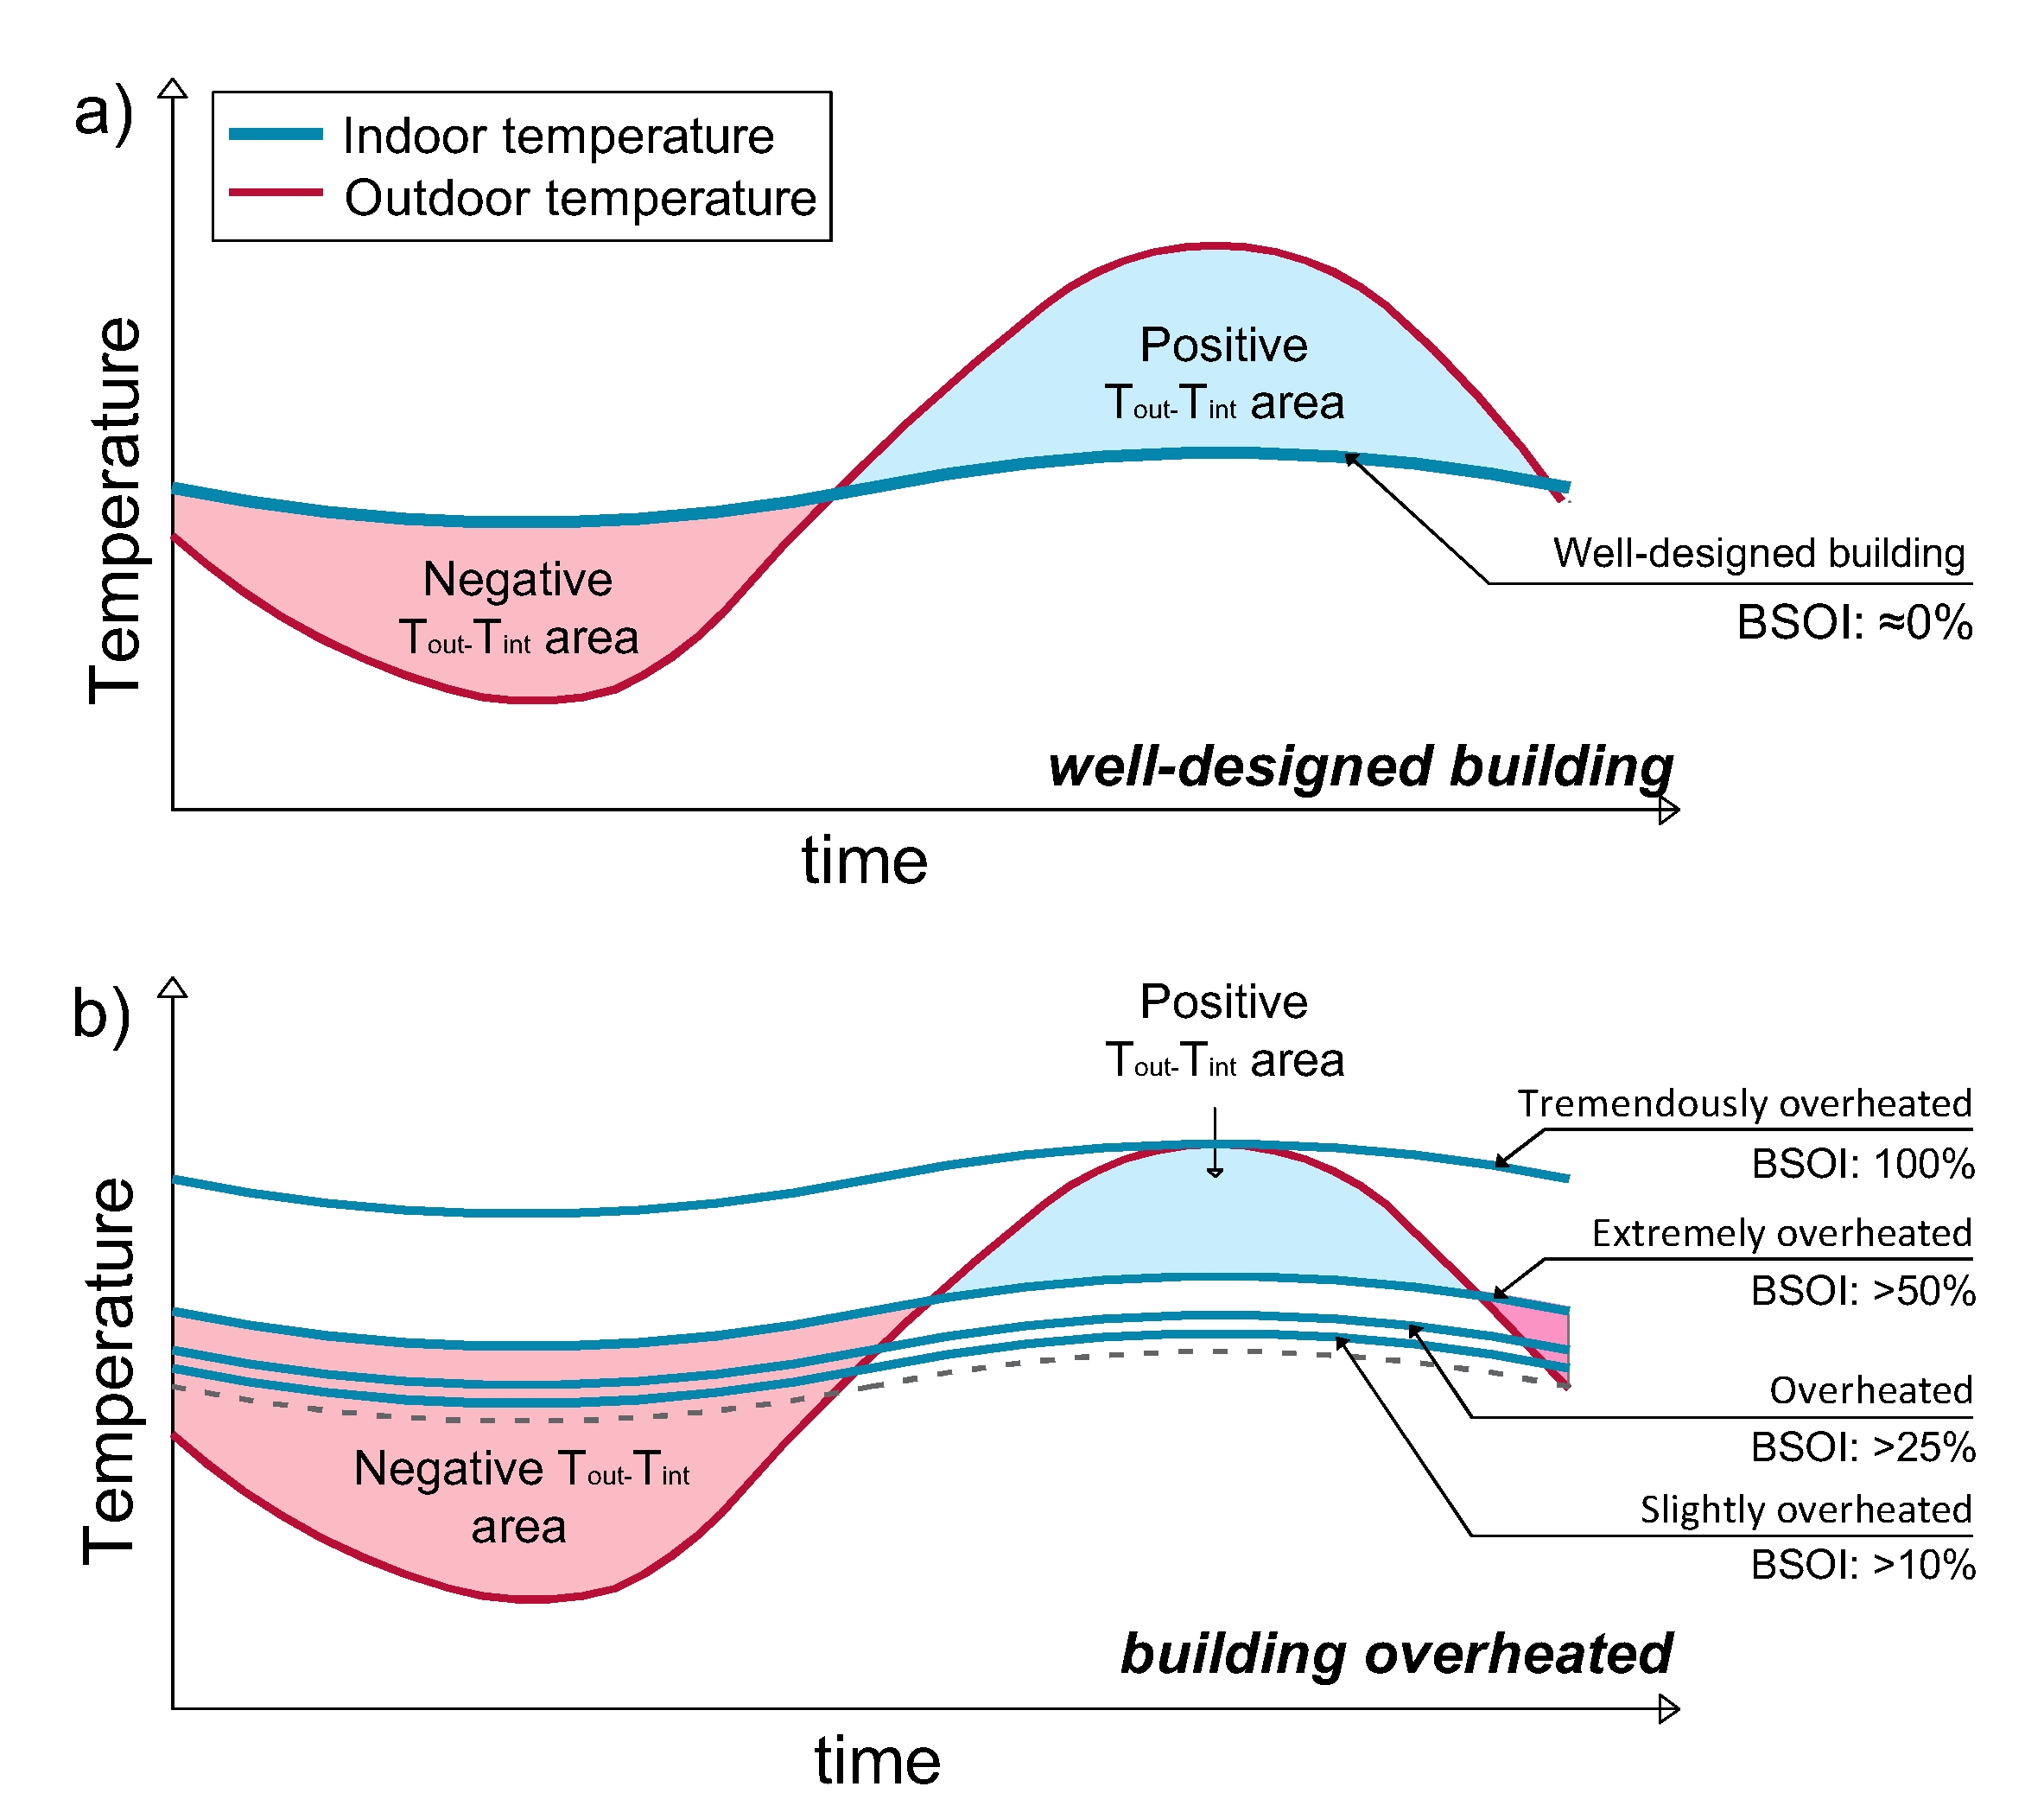 a)
Indoor temperature
Outdoor temperature
Temperature
Positive
Tout-Tint area
Negative
Tout-Tint area
Well-designed building
BSOI: ≈0%
well-designed building
time
b)
Positive
Tout-Tint area
Temperature
Tremendously overheated
BSOI: 100%
Extremely overheated
BSOI: >50%
Overheated
BSOI: >25%
Negative Tout-Tint
area
Slightly overheated
BSOI: >10%
building overheated
time